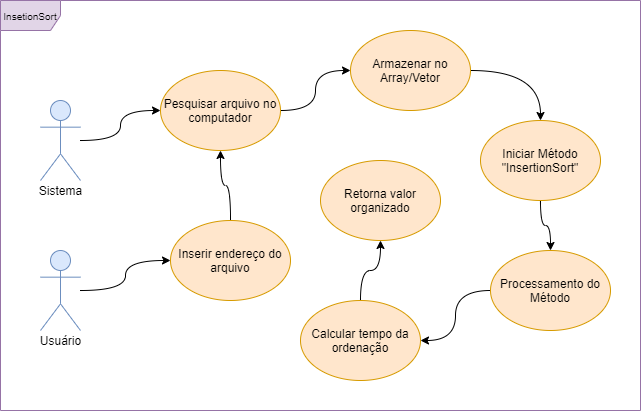 InsetionSort
Armazenar no
Array/Vetor
Pesquisar arquivo no
computador
Iniciar Método
"InsertionSort"
Sistema
Retorna valor
organizado
Inserir endereço do
arquivo
Processamento do
Método
Usuário
Calcular tempo da
ordenação